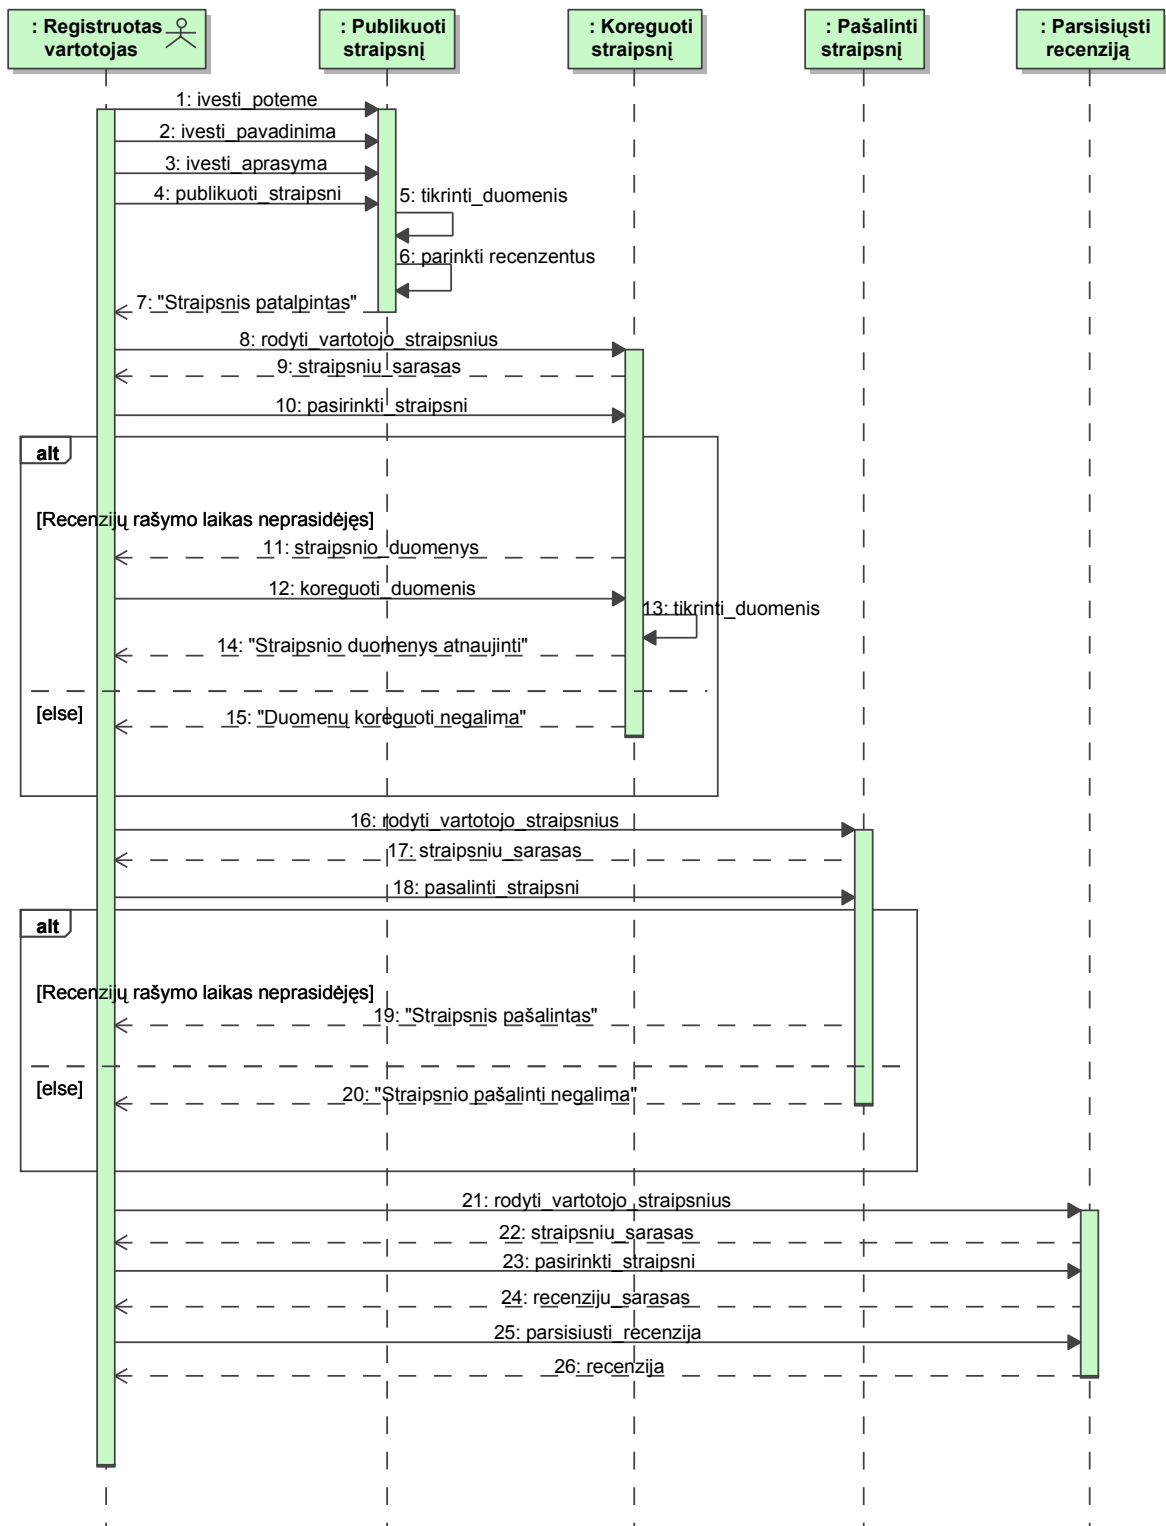 : Registruotas
vartotojas
: Publikuoti
straipsnį
: Koreguoti
straipsnį
: Pašalinti
straipsnį
: Parsisiųsti
recenziją
1: ivesti_poteme
2: ivesti_pavadinima
3: ivesti_aprasyma
4: publikuoti_straipsni
5: tikrinti_duomenis
6: parinkti recenzentus
7: "Straipsnis patalpintas"
8: rodyti_vartotojo_straipsnius
9: straipsniu_sarasas
10: pasirinkti_straipsni
alt
[Recenzijų rašymo laikas neprasidėjęs]
11: straipsnio_duomenys
12: koreguoti_duomenis
13: tikrinti_duomenis
14: "Straipsnio duomenys atnaujinti"
[else]
15: "Duomenų koreguoti negalima"
16: rodyti_vartotojo_straipsnius
17: straipsniu_sarasas
18: pasalinti_straipsni
alt
[Recenzijų rašymo laikas neprasidėjęs]
19: "Straipsnis pašalintas"
[else]
20: "Straipsnio pašalinti negalima"
21: rodyti_vartotojo_straipsnius
22: straipsniu_sarasas
23: pasirinkti_straipsni
24: recenziju_sarasas
25: parsisiusti_recenzija
26: recenzija